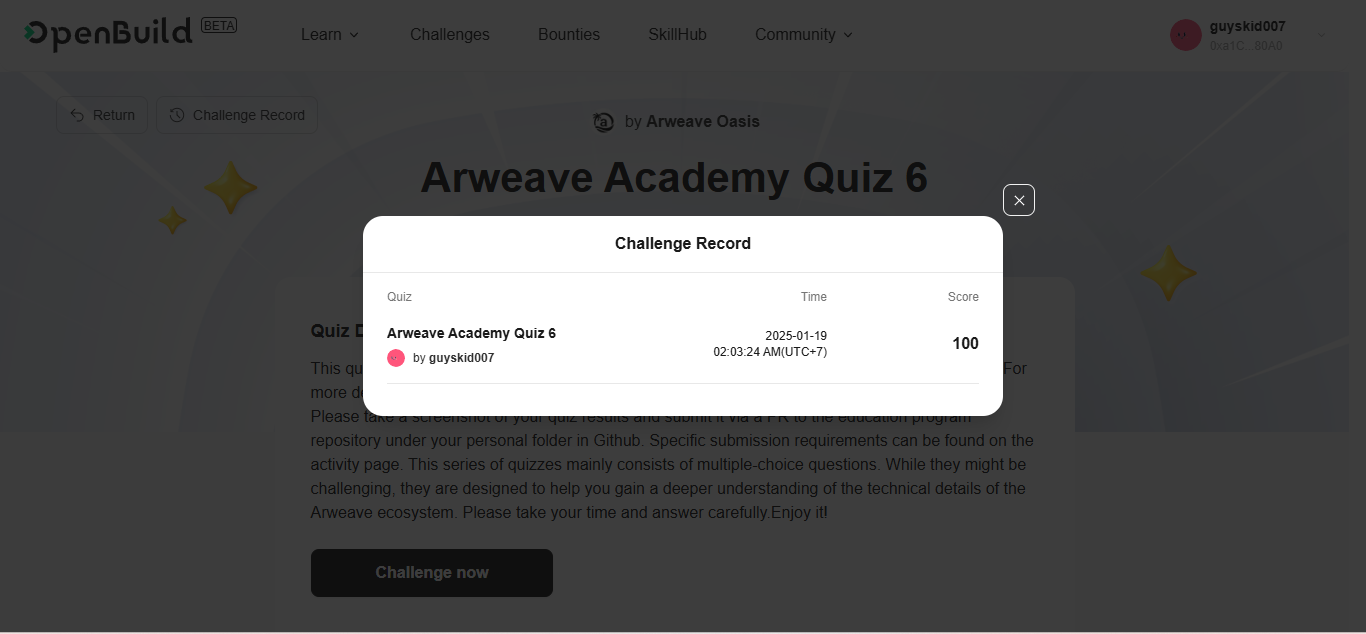 OpenBuild BETA
Learn Challenges Bounties SkillHub Community
guyskid007
0xa1C...80A0
Return Challenge Record
by Arweave Oasis
Arweave Academy Quiz 6
Challenge Record
Quiz Time Score
Arweave Academy Quiz 6
by guyskid007
2025-01-19
02:03:24 AM(UTC+7)
100
Quiz D
This qu For
more de
Please take a screenshot of your quiz results and submit it via a PR to the education program
repository under your personal folder in Github. Specific submission requirements can be found on the
activity page. This series of quizzes mainly consists of multiple-choice questions. While they might be
challenging, they are designed to help you gain a deeper understanding of the technical details of the
Arweave ecosystem. Please take your time and answer carefully.Enjoy it!
Challenge now